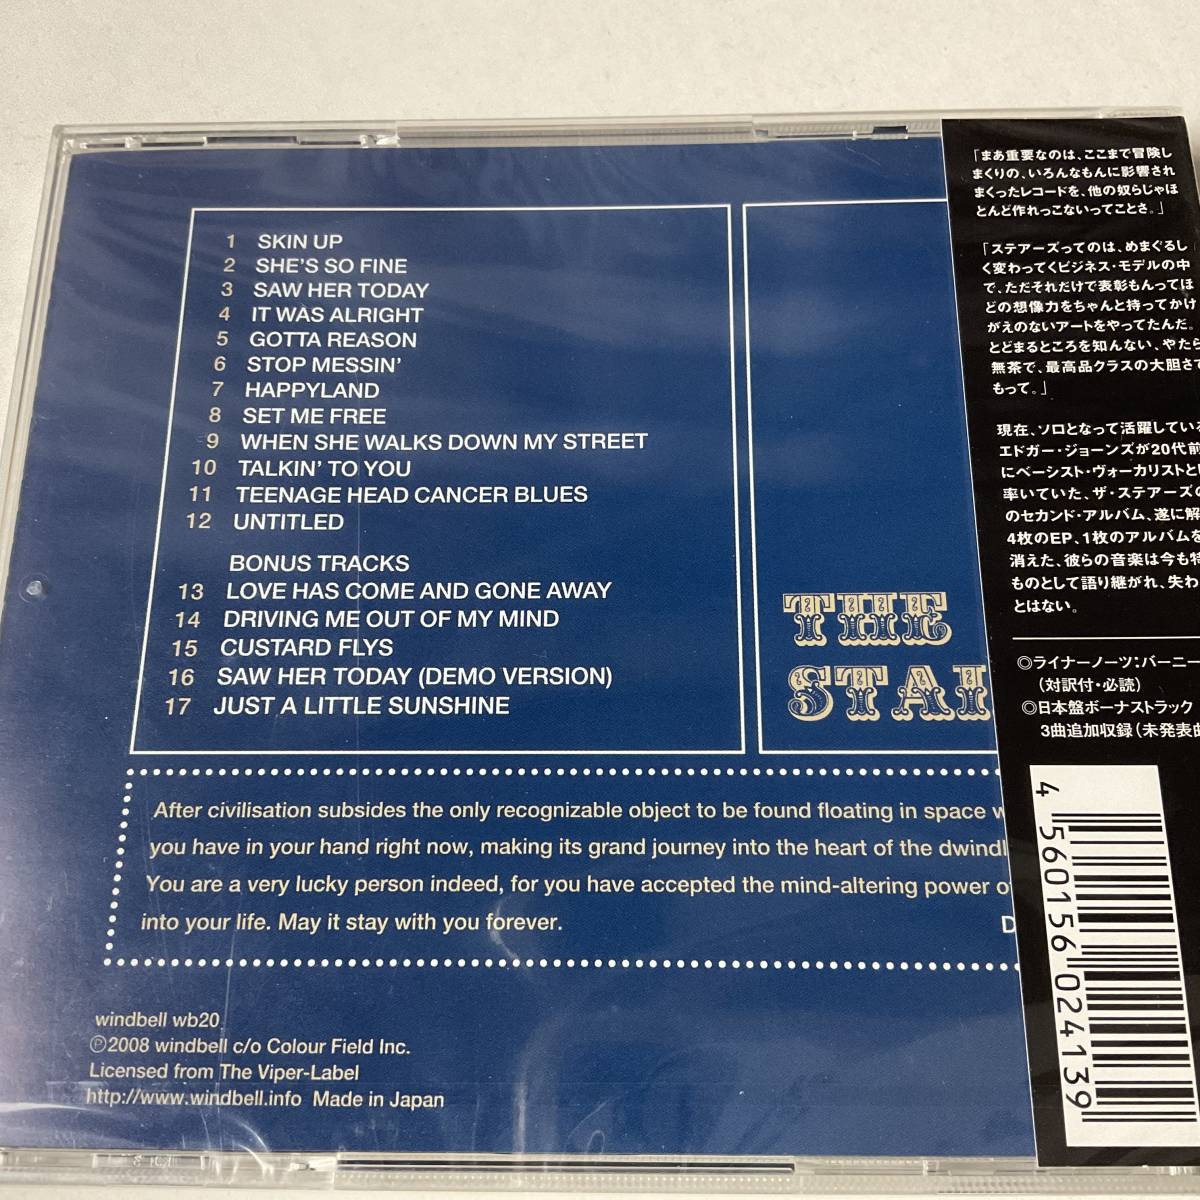 1 SKIN UP
2 SHE'S SO FINE
3 SAW HER TODAY
4 IT WAS ALRIGHT
5 GOTTA REASON
6 STOP MESSIN'
7 HAPPYLAND
8 SET ME FREE
9 WHEN SHE WALKS DOWN MY STREET
10 TALKIN' TO YOU
11 TEENAGE HEAD CANCER BLUES
12 UNTITLED
BONUS TRACKS
13 LOVE HAS COME AND GONE AWAY
14 DRIVING ME OUT OF MY MIND
15 CUSTARD FLYS
16 SAW HER TODAY (DEMO VERSION)
17 JUST A LITTLE SUNSHINE
THE
STAI
After civilisation subsides the only recognizable object to be found floating in space w
you have in your hand right now, making its grand journey into the heart of the dwindl
You are a very lucky person indeed, for you have accepted the mind-altering power o
into your life. May it stay with you forever.
D
windbell wb20
℗2008 windbell c/o Colour Field Inc.
Licensed from The Viper-Label
http://www.windbell.info Made in Japan
「まあ重要なのは、ここまで冒険し
まくりの、いろんなもんに影響され
まくったレコードを、他の奴らじゃほ
とんど作れっこないってことさ。」
「ステアーズってのは、めまぐるし
く変わってくビジネス・モデルの中
で、ただそれだけで表彰もんってほ
どの想像力をちゃんと持ってかけ
がえのないアートをやってたんだ。
とどまるところを知んない、やたら
無茶で、最高品クラスの大胆さで
もって。」
現在、ソロとなって活躍している
エドガー・ジョーンズが20代前
にベーシスト・ヴォーカリストと
率いていた、ザ・ステアーズの
のセカンド・アルバム、遂に解
4枚のEP、1枚のアルバムを
消えた、彼らの音楽は今も特
ものとして語り継がれ、失わ
とはない。
◎ライナーノーツ：バーニー
（対訳付・必読）
◎日本盤ボーナストラック
3曲追加収録（未発表曲
4 560156 024139